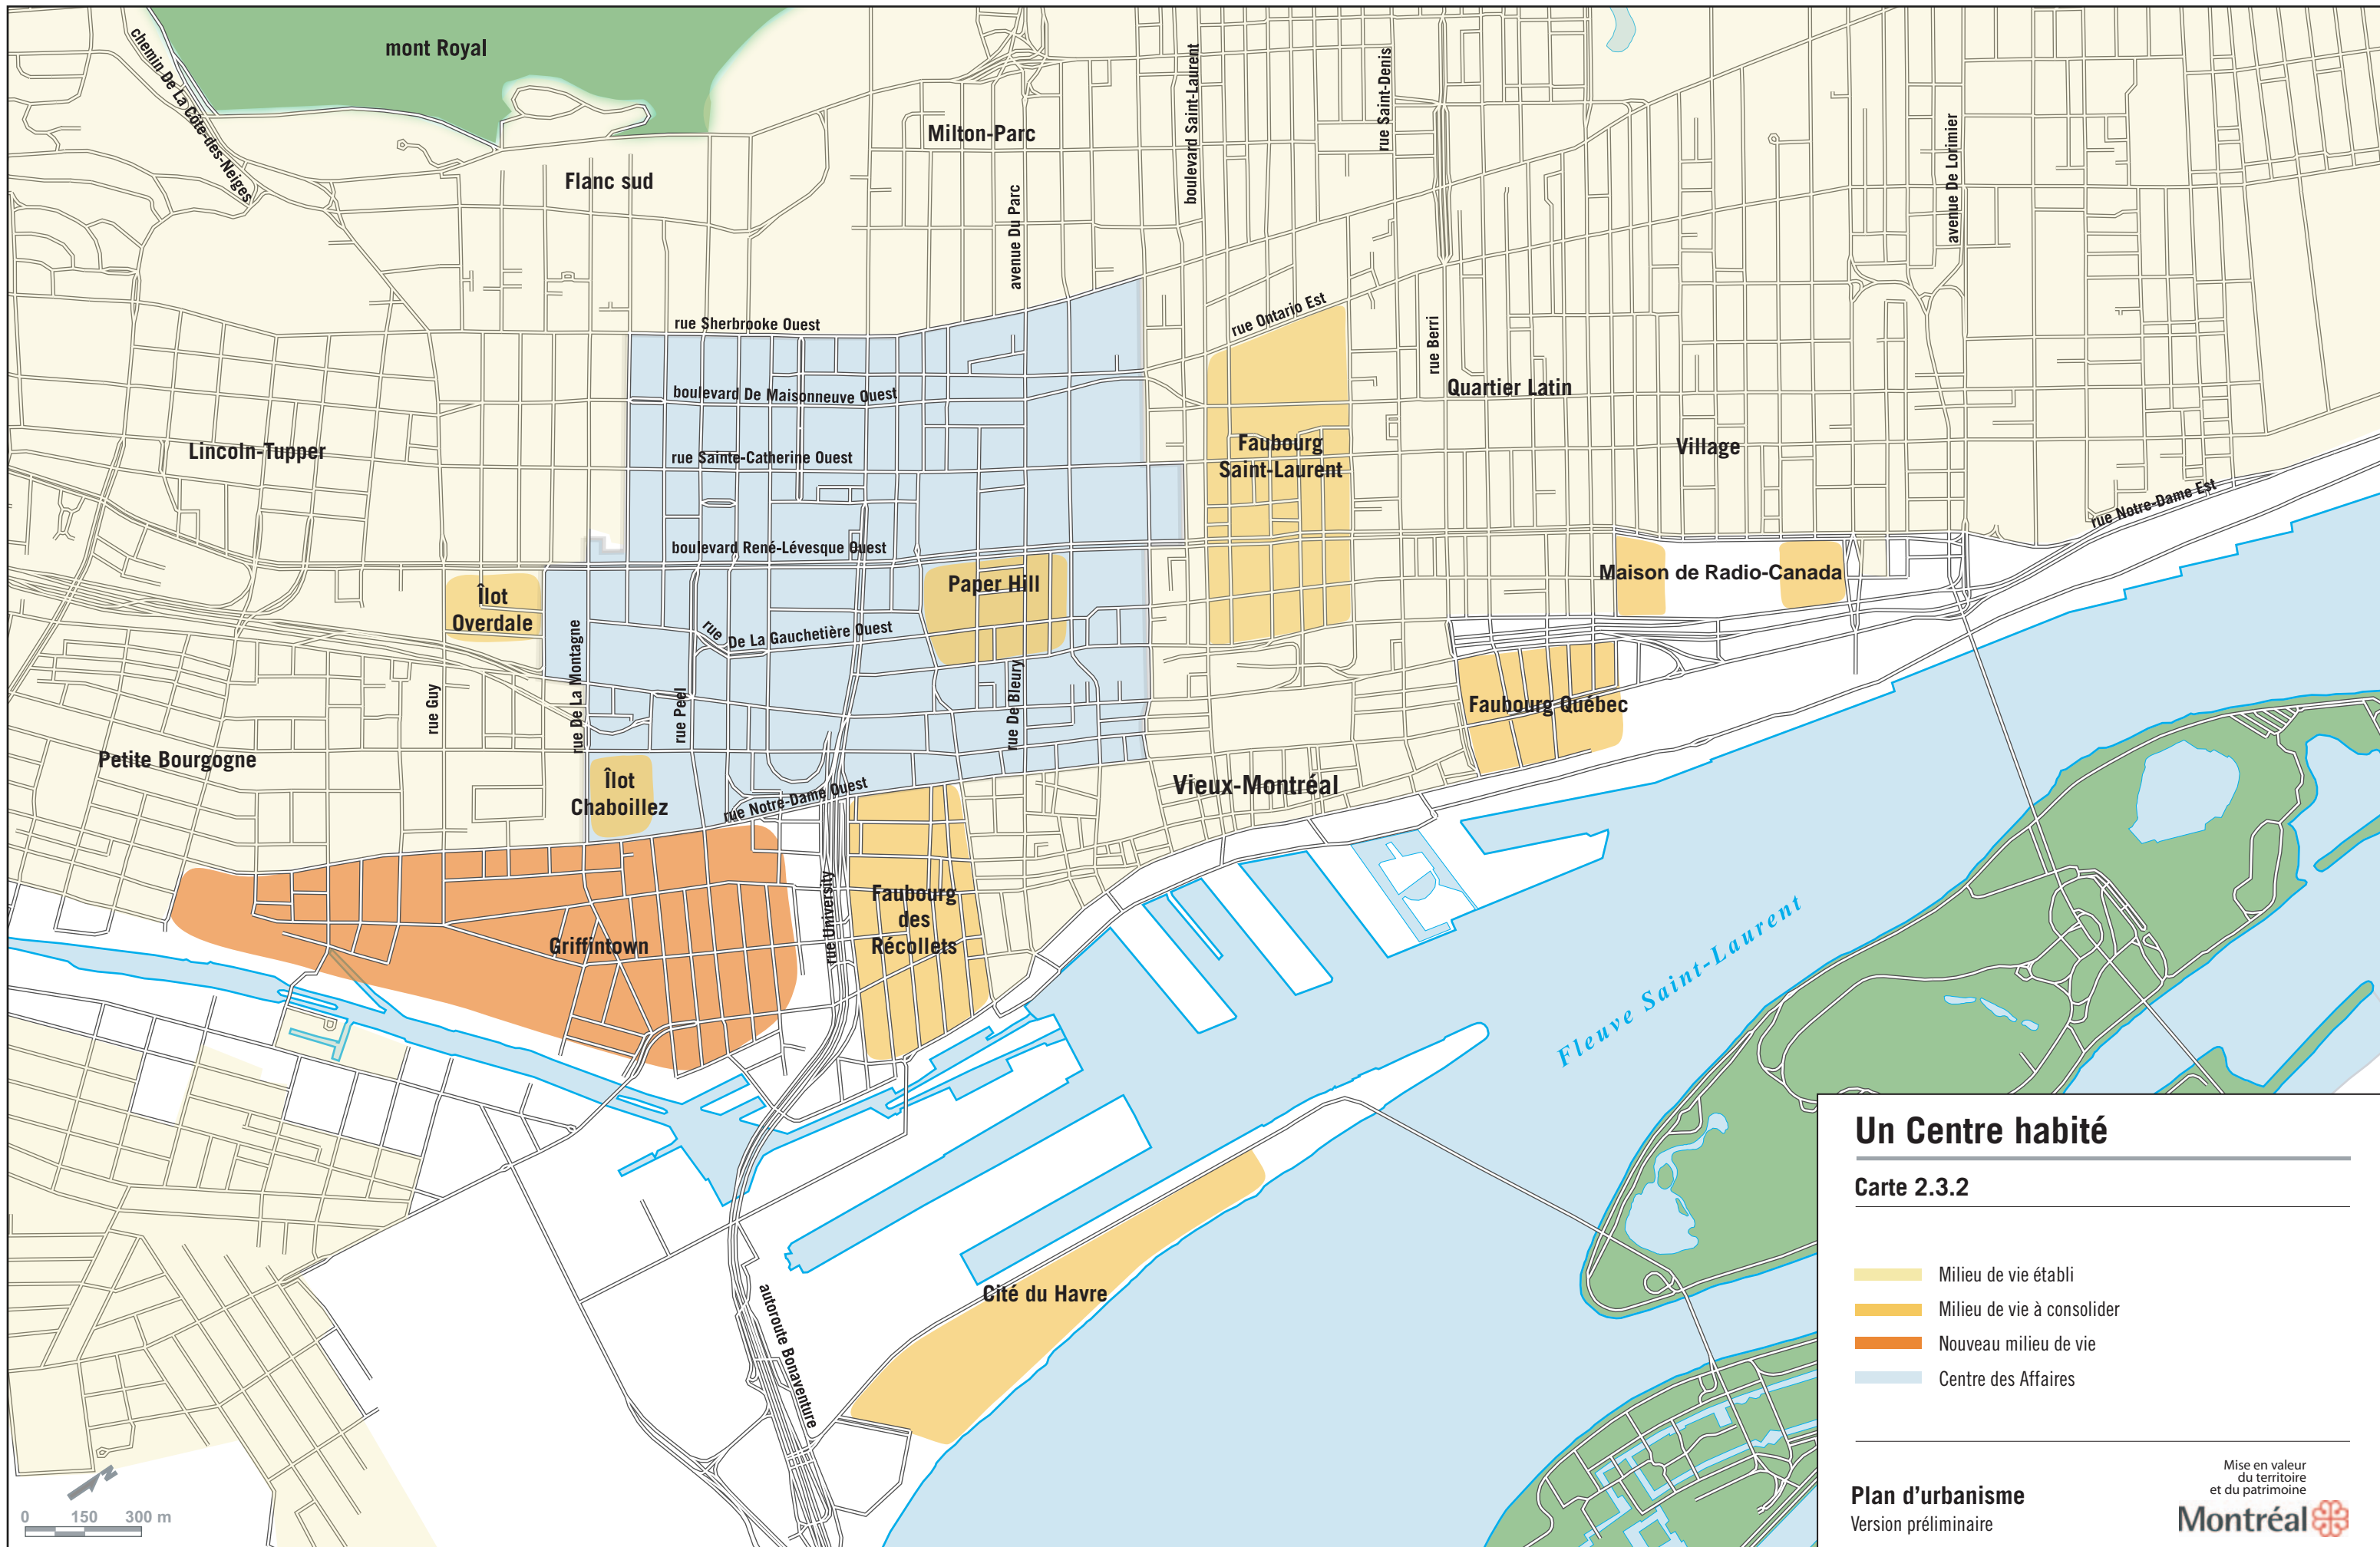 mont Royal
chemin De La Côte-des-Neiges
Flanc sud
Milton-Parc
avenue Du Parc
boulevard Saint-Laurent
rue Saint-Denis
avenue De Lorimier
rue Sherbrooke Ouest
rue Ontario Est
rue Berri
boulevard De Maisonneuve Ouest
Quartier Latin
Lincoln-Tupper
rue Sainte-Catherine Ouest
Faubourg
Saint-Laurent
Village
rue Notre-Dame Est
boulevard René-Lévesque Ouest
Îlot
Overdale
Paper Hill
Maison de Radio-Canada
rue De La Gauchetière Ouest
rue Guy
rue De La Montagne
rue Peel
rue De Bleury
Faubourg Québec
Petite Bourgogne
Îlot
Chaboillez
rue Notre-Dame Ouest
Vieux-Montréal
Griffintown
rue University
Faubourg
des
Récollets
Fleuve Saint-Laurent
Cité du Havre
autoroute Bonaventure
N
0 150 300 m
Un Centre habité
Carte 2.3.2
Milieu de vie établi
Milieu de vie à consolider
Nouveau milieu de vie
Centre des Affaires
Plan d'urbanisme
Version préliminaire
Mise en valeur
du territoire
et du patrimoine
Montréal